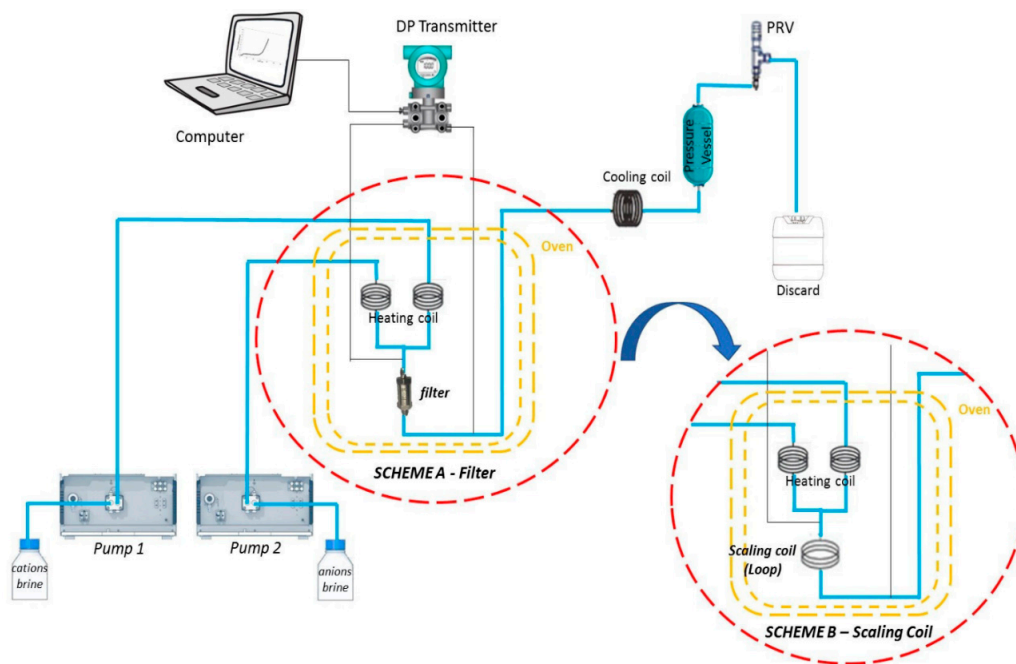 DP Transmitter
PRV
Computer
Pressure
Vessel
Cooling coil
Oven
Discard
Heating coil
filter
SCHEME A - Filter
Oven
Heating coil
Scaling coil
(Loop)
SCHEME B – Scaling Coil
Pump 1
Pump 2
cations
brine
anions
brine